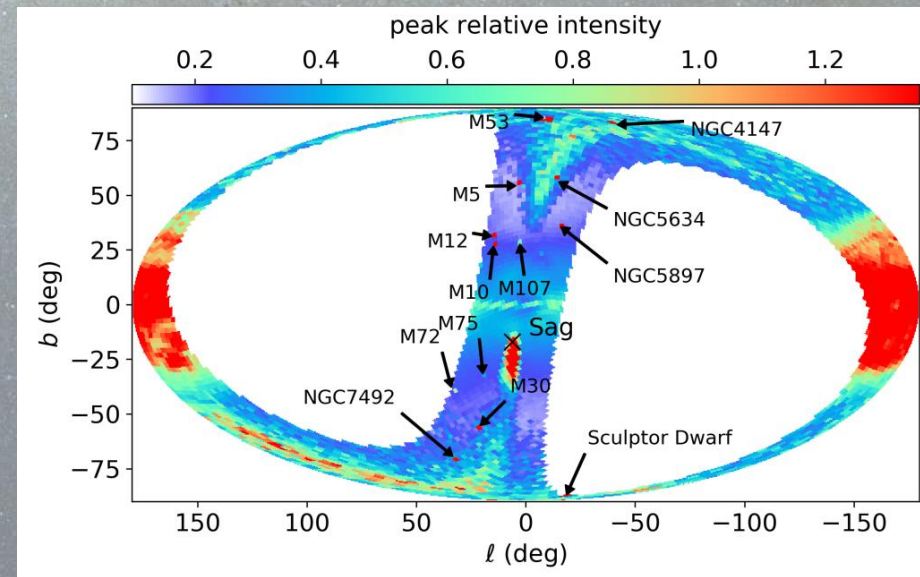 peak relative intensity
0.2 0.4 0.6 0.8 1.0 1.2
M53
NGC4147
75
M5
50
NGC5634
M12
25
NGC5897
M10 M107
b (deg)
0
M75 Sag
M72
−25
M30
NGC7492
−50
Sculptor Dwarf
−75
150 100 50 0 −50 −100 −150
ℓ (deg)